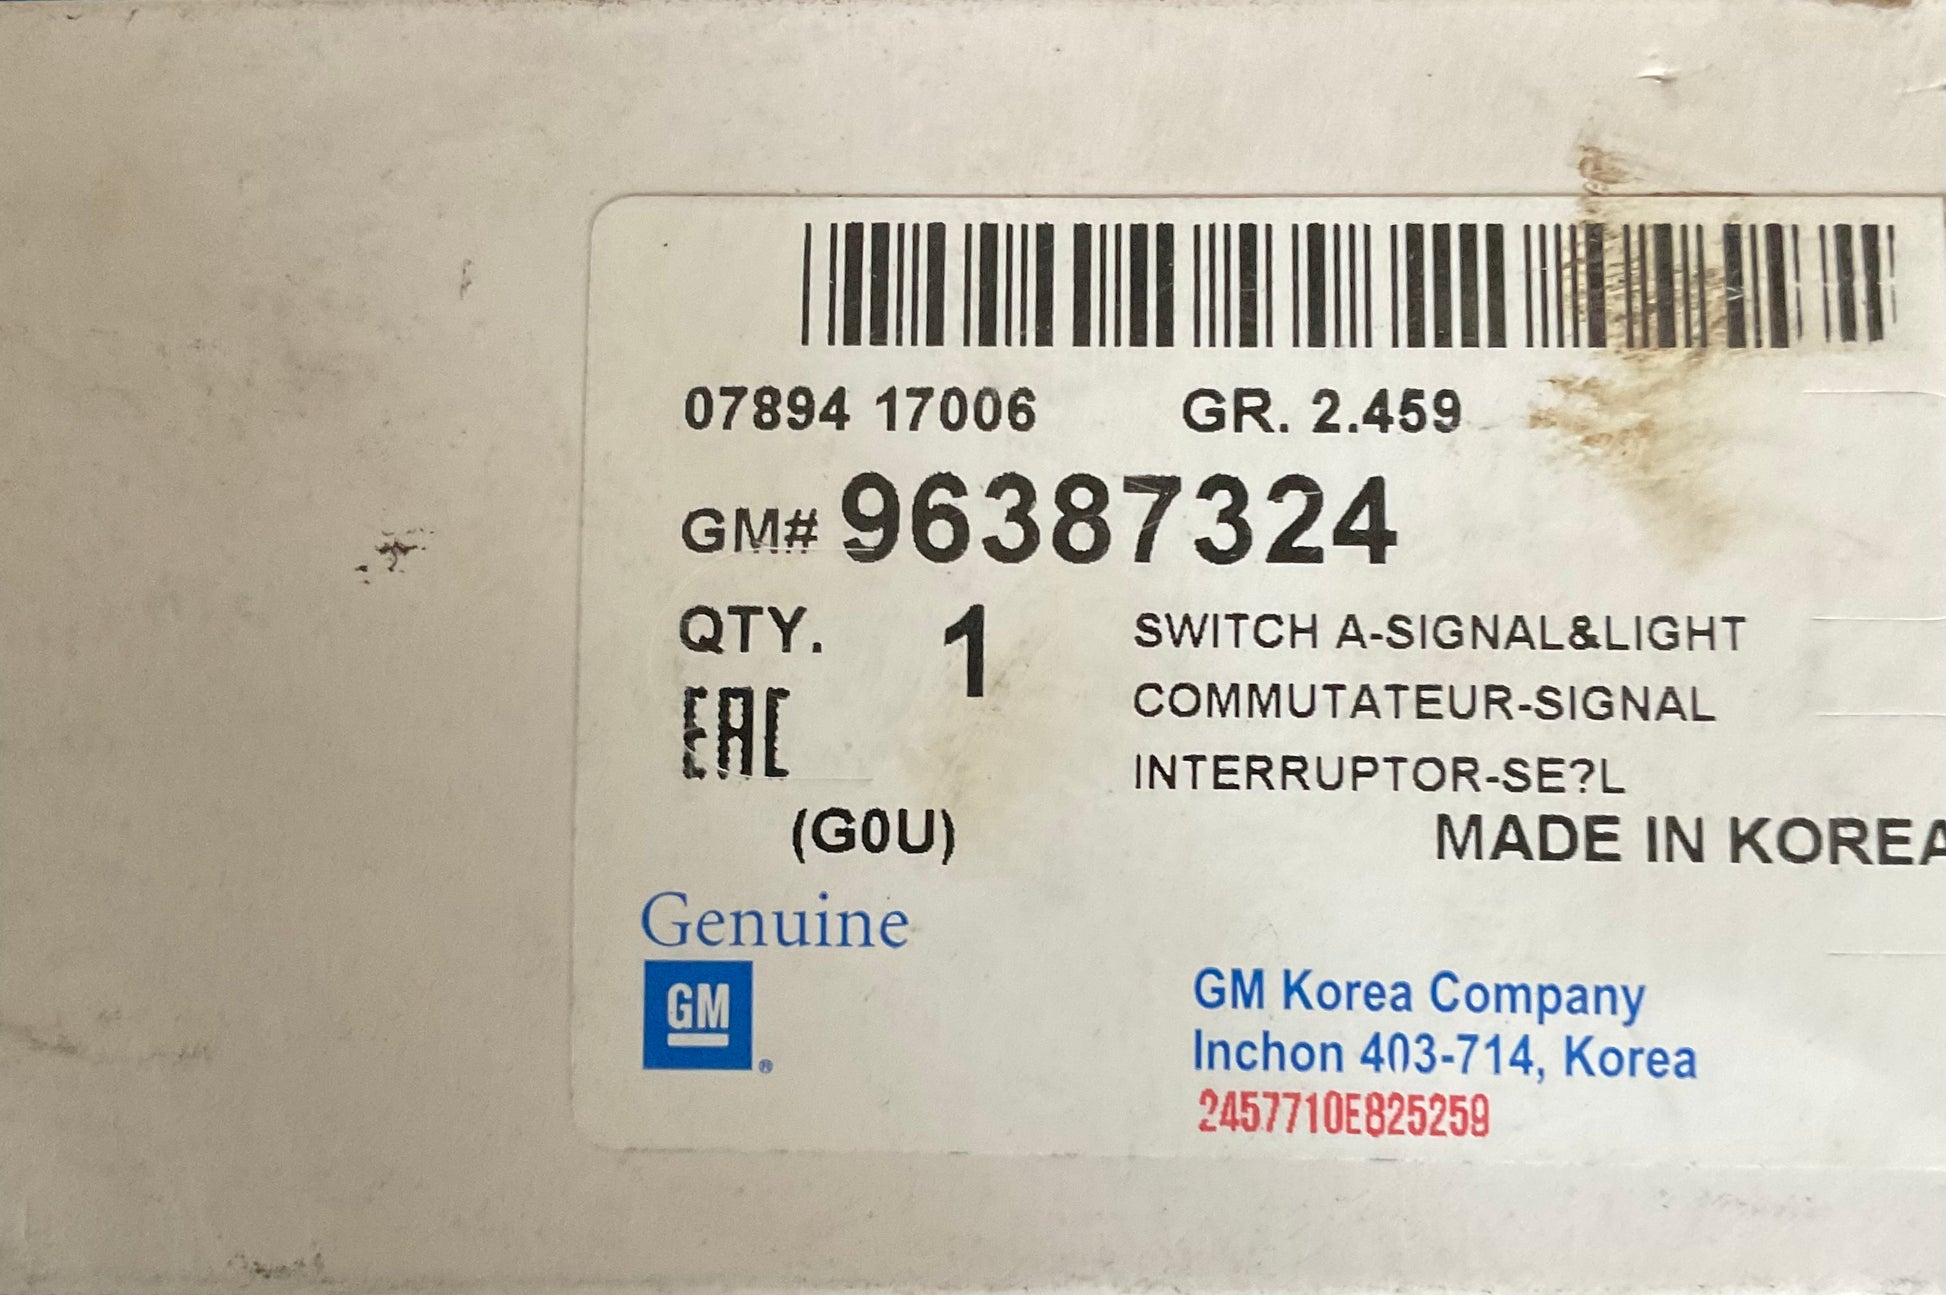 07894 17006 GR. 2.459
GM# 96387324
QTY. 1 SWITCH A-SIGNAL&LIGHT
EAC COMMUTATEUR-SIGNAL
INTERRUPTOR-SE?L
(G0U) MADE IN KOREA
Genuine
GM ®
GM Korea Company
Inchon 403-714, Korea
2457710E825259